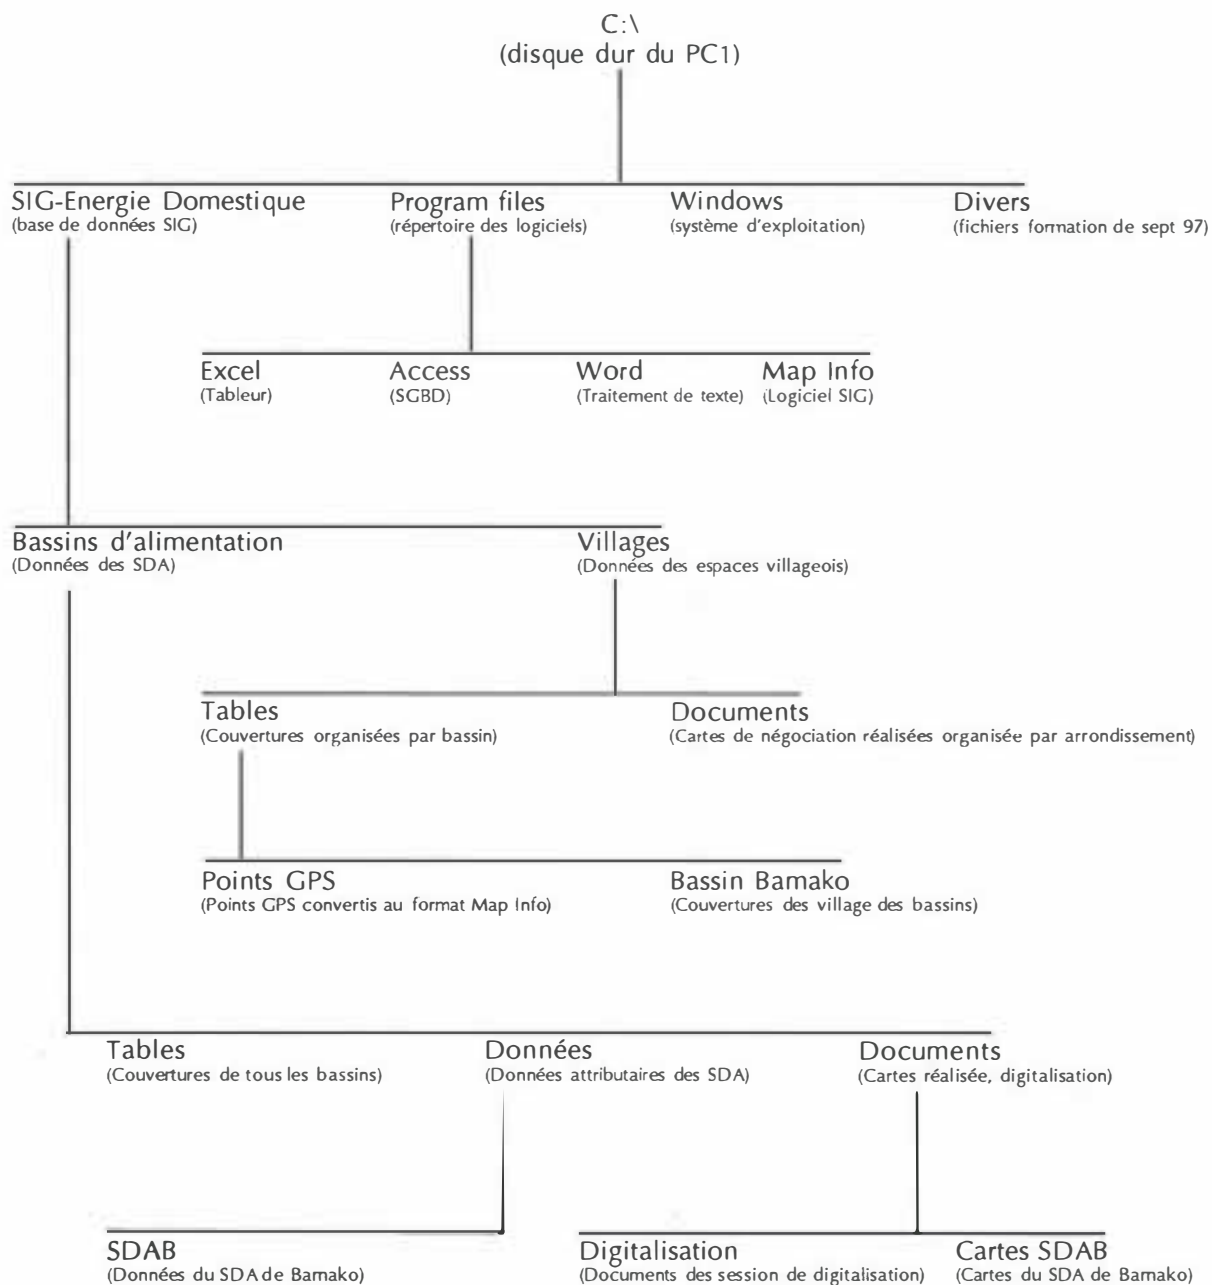 C:\
(disque dur du PC1)
SIG-Energie Domestique Program files Windows Divers
(base de données SIG) (répertoire des logiciels) (système d'exploitation) (fichiers formation de sept 97)
Excel Access Word Map Info
(Tableur) (SGBD) (Traitement de texte) (Logiciel SIG)
Bassins d'alimentation Villages
(Données des SDA) (Données des espaces villageois)
Tables Documents
(Couvertures organisées par bassin) (Cartes de négociation réalisées organisée par arrondissement)
Points GPS Bassin Bamako
(Points GPS convertis au format Map Info) (Couvertures des village des bassins)
Tables Données Documents
(Couvertures de tous les bassins) (Données attributaires des SDA) (Cartes réalisée, digitalisation)
SDAB Digitalisation Cartes SDAB
(Données du SDA de Bamako) (Documents des session de digitalisation) (Cartes du SDA de Bamako)